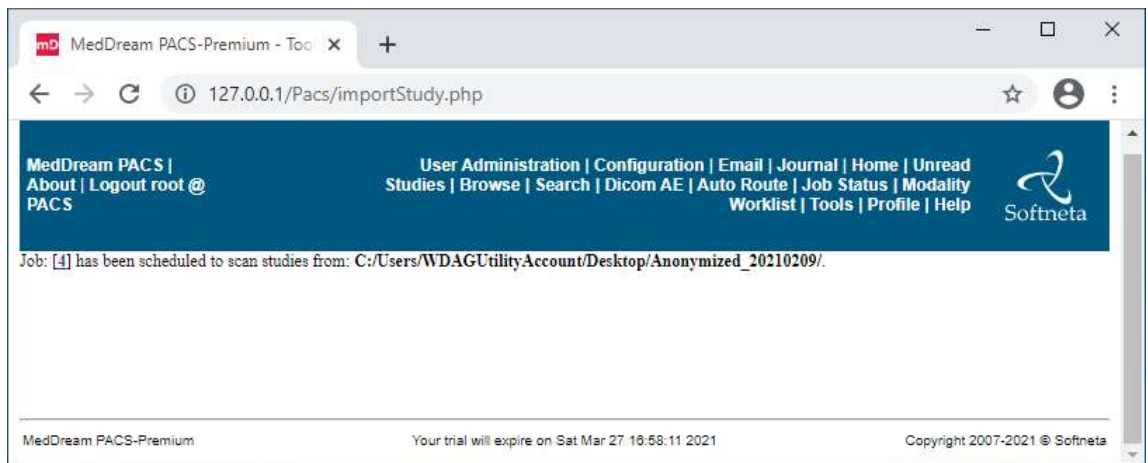 mD MedDream PACS-Premium - Too
127.0.0.1/Pacs/importStudy.php
MedDream PACS |
About | Logout root @
PACS
User Administration | Configuration | Email | Journal | Home | Unread
Studies | Browse | Search | Dicom AE | Auto Route | Job Status | Modality
Worklist | Tools | Profile | Help
Softneta
Job: [4] has been scheduled to scan studies from: C:/Users/WDAGUtilityAccount/Desktop/Anonymized_20210209/.
MedDream PACS-Premium
Your trial will expire on Sat Mar 27 16:58:11 2021
Copyright 2007-2021 © Softneta